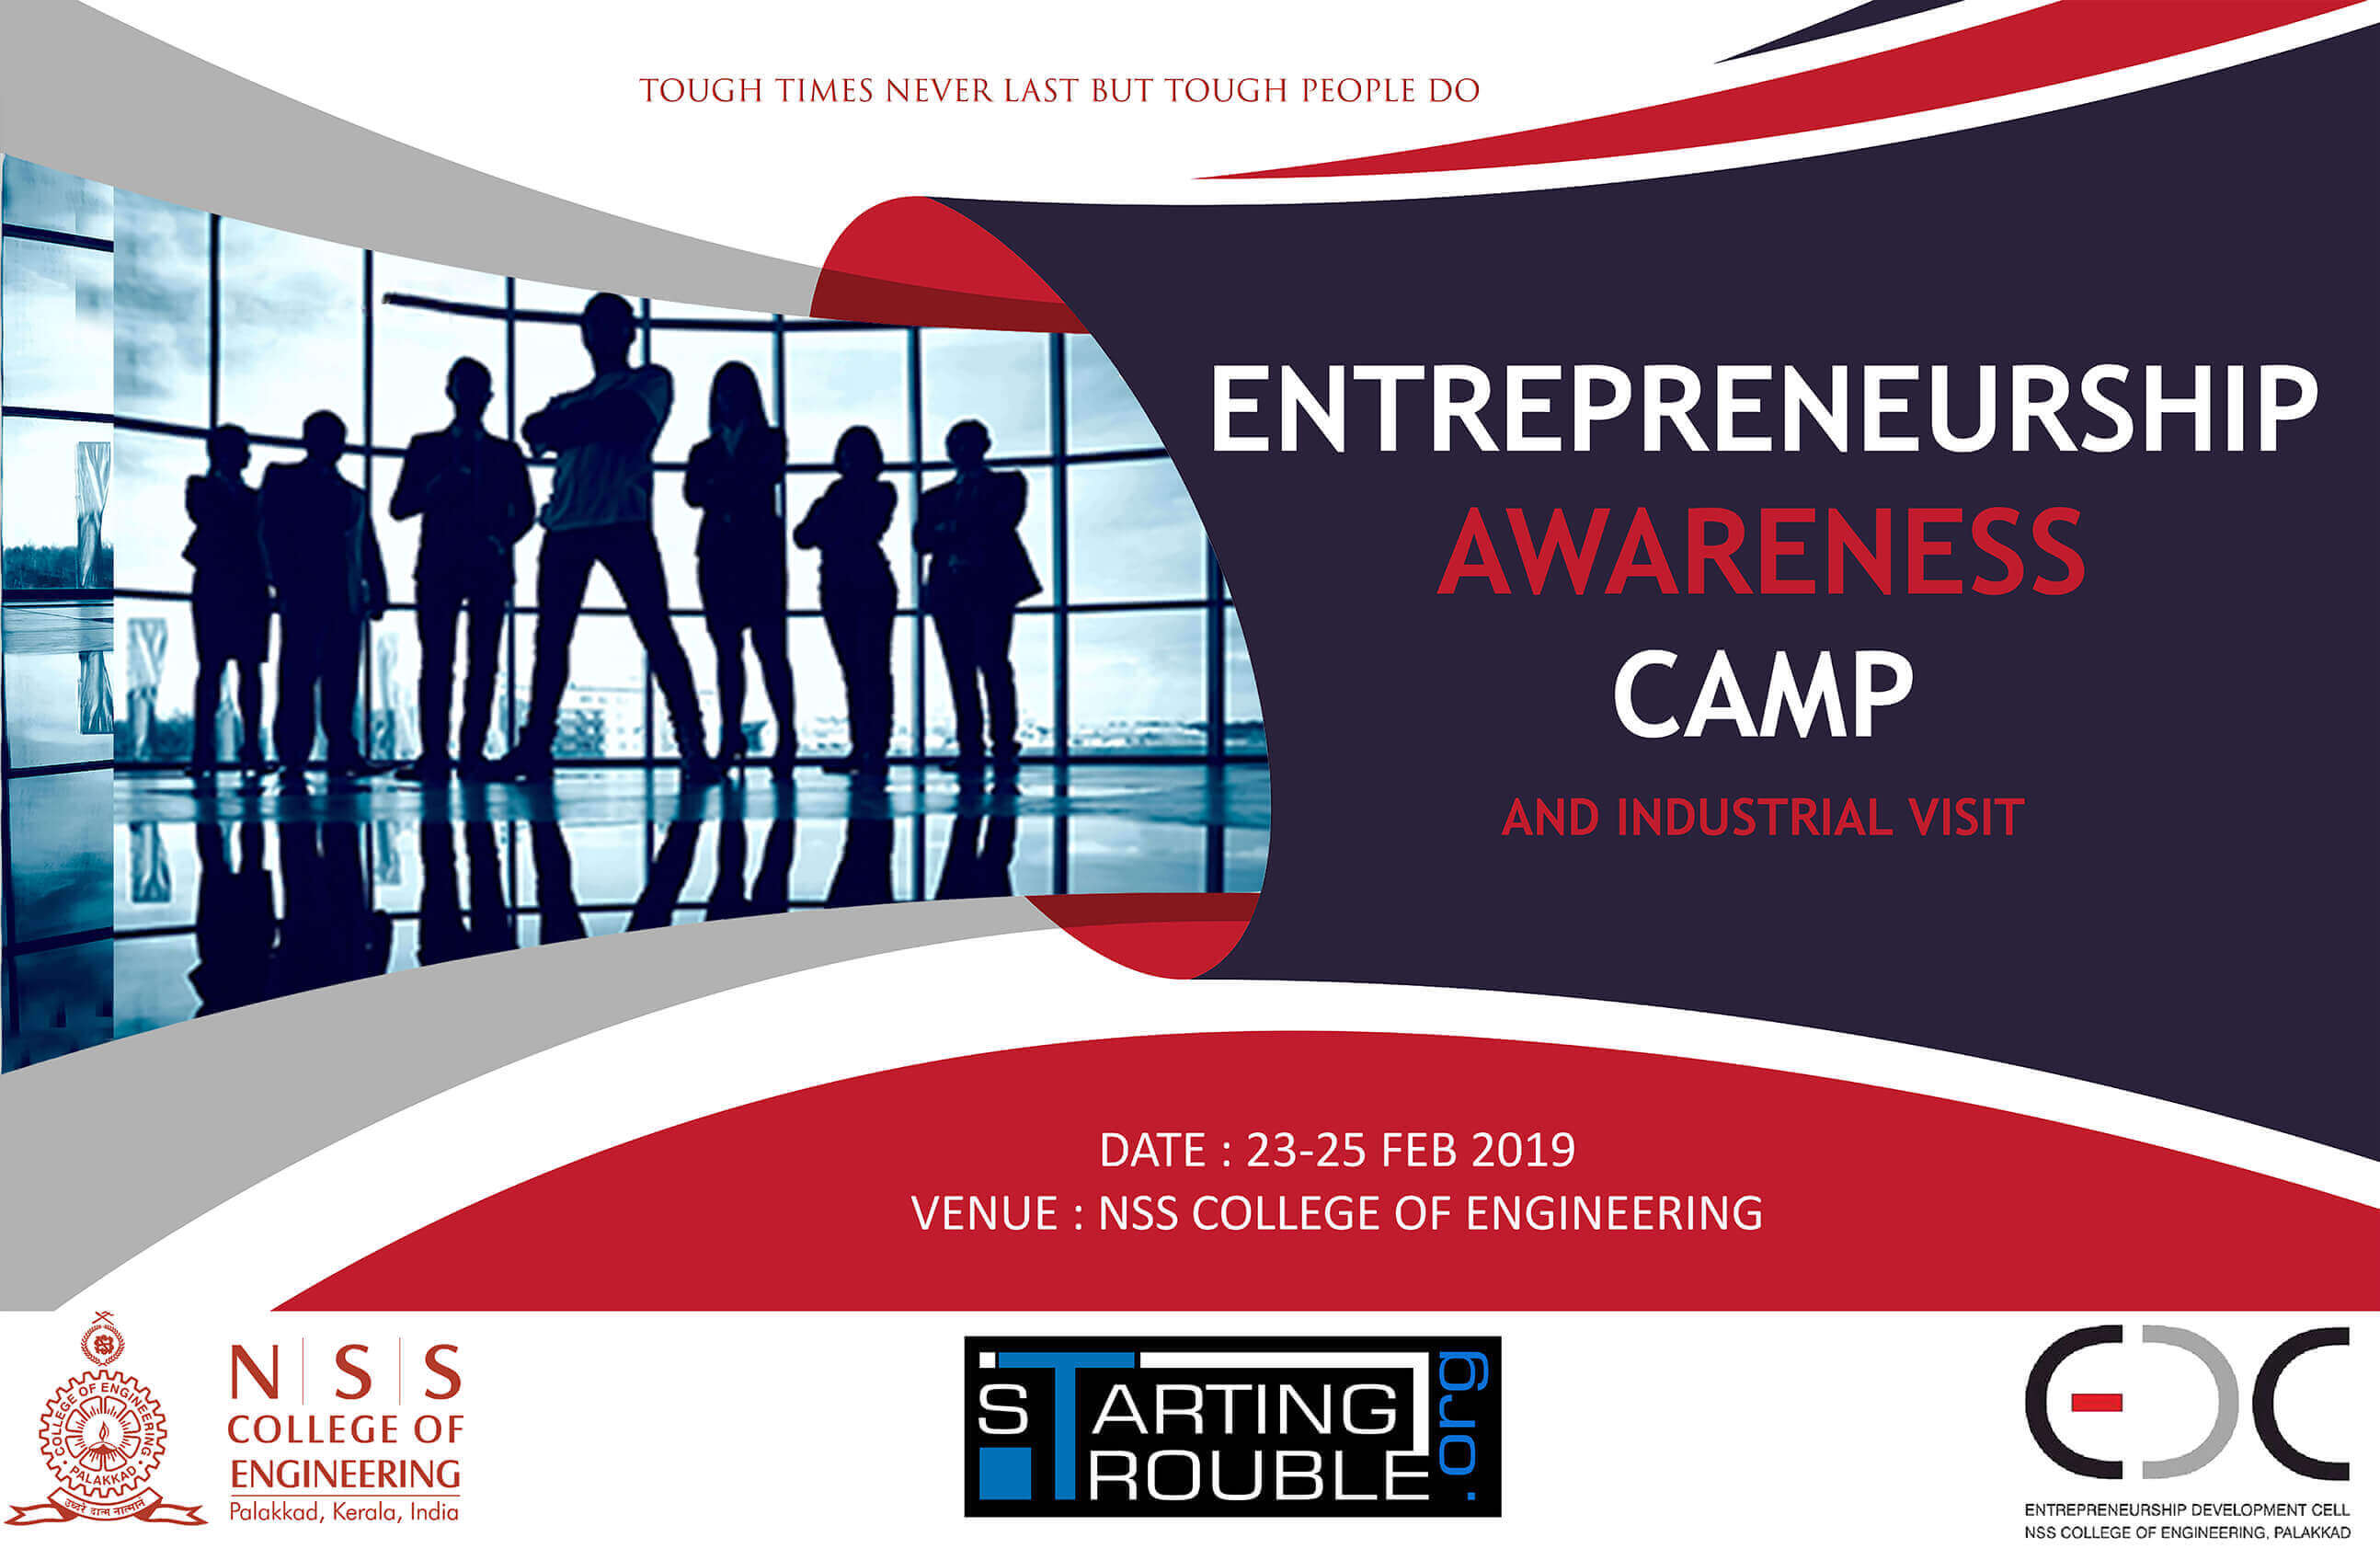 TOUGH TIMES NEVER LAST BUT TOUGH PEOPLE DO
ENTREPRENEURSHIP
AWARENESS
CAMP
AND INDUSTRIAL VISIT
DATE : 23-25 FEB 2019
VENUE : NSS COLLEGE OF ENGINEERING
COLLEGE OF ENGINEERING
PALAKKAD
N|S|S
COLLEGE OF
ENGINEERING
Palakkad, Kerala, India
sTARTING
TROUBLE
.org
EDC
ENTREPRENEURSHIP DEVELOPMENT CELL
NSS COLLEGE OF ENGINEERING, PALAKKAD